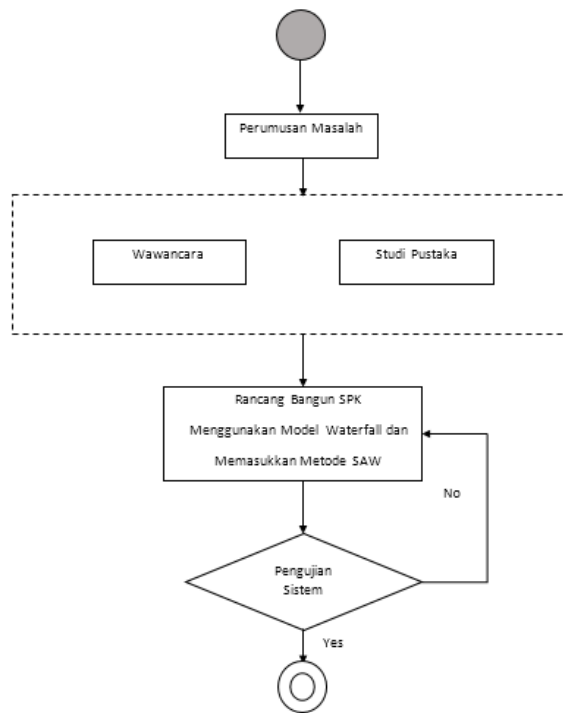 Perumusan Masalah
Wawancara
Studi Pustaka
Rancang Bangun SPK
Menggunakan Model Waterfall dan
Memasukkan Metode SAW
No
Pengujian
Sistem
Yes